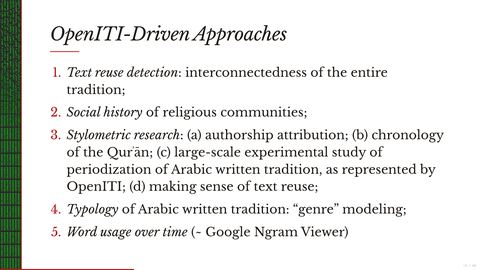 OpenITI-Driven Approaches
1. Text reuse detection: interconnectedness of the entire
tradition;
2. Social history of religious communities;
3. Stylometric research: (a) authorship attribution; (b) chronology
of the Qurʾān; (c) large-scale experimental study of
periodization of Arabic written tradition, as represented by
OpenITI; (d) making sense of text reuse;
4. Typology of Arabic written tradition: “genre” modeling;
5. Word usage over time (~ Google Ngram Viewer)